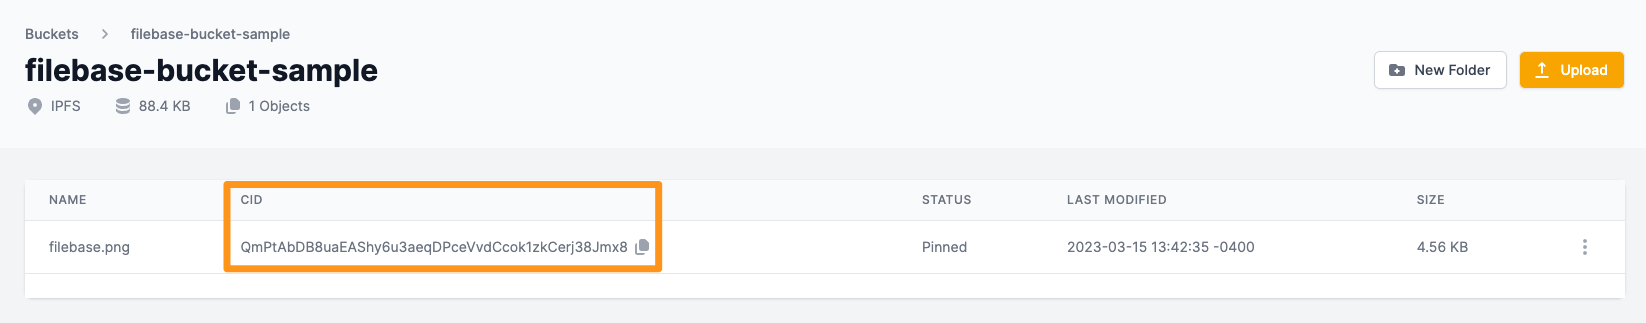 Buckets > filebase-bucket-sample
filebase-bucket-sample
New Folder
Upload
IPFS 88.4 KB 1 Objects
NAME CID STATUS LAST MODIFIED SIZE
filebase.png QmPtAbDB8uaEAShy6u3aeqDPceVvdCcok1zkCerj38Jmx8 Pinned 2023-03-15 13:42:35 -0400 4.56 KB